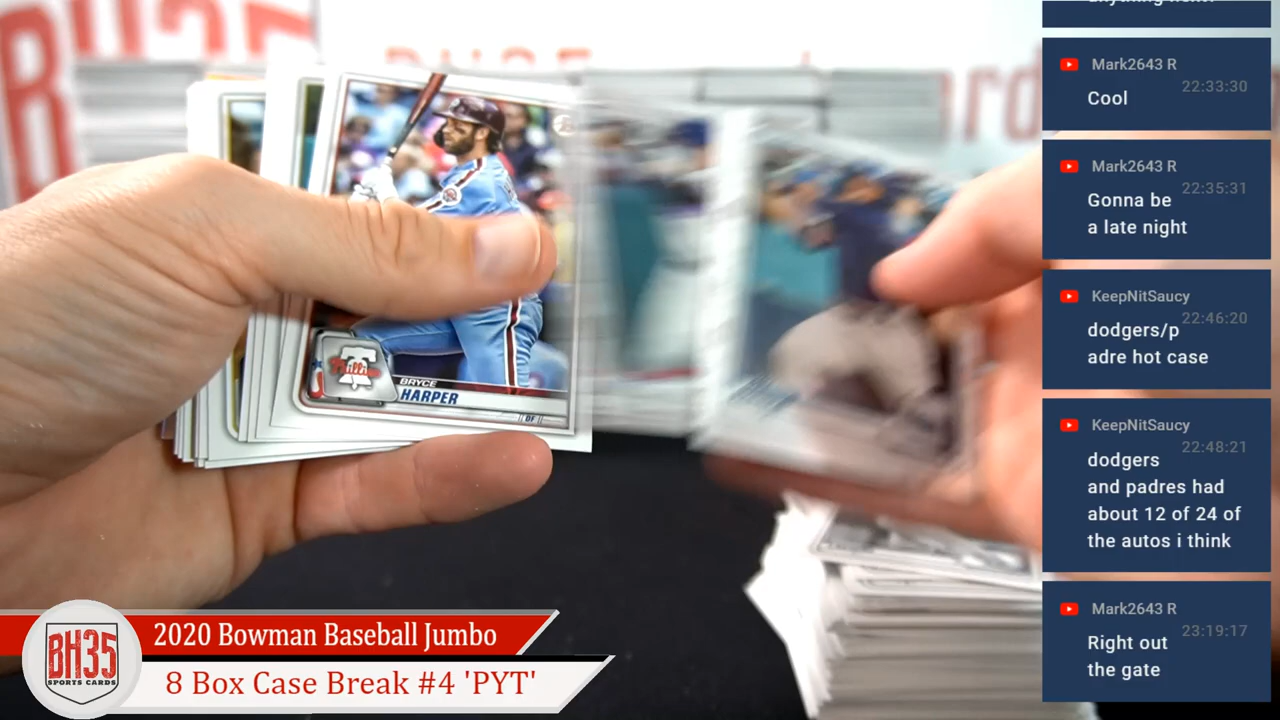 BH35
rd
Phillies
BRYCE
HARPER
OF
BH35
SPORTS CARDS
2020 Bowman Baseball Jumbo
8 Box Case Break #4 'PYT'
Mark2643 R
22:33:30
Cool
Mark2643 R
22:35:31
Gonna be
a late night
KeepNitSaucy
22:46:20
dodgers/p
adre hot case
KeepNitSaucy
22:48:21
dodgers
and padres had
about 12 of 24 of
the autos i think
Mark2643 R
23:19:17
Right out
the gate